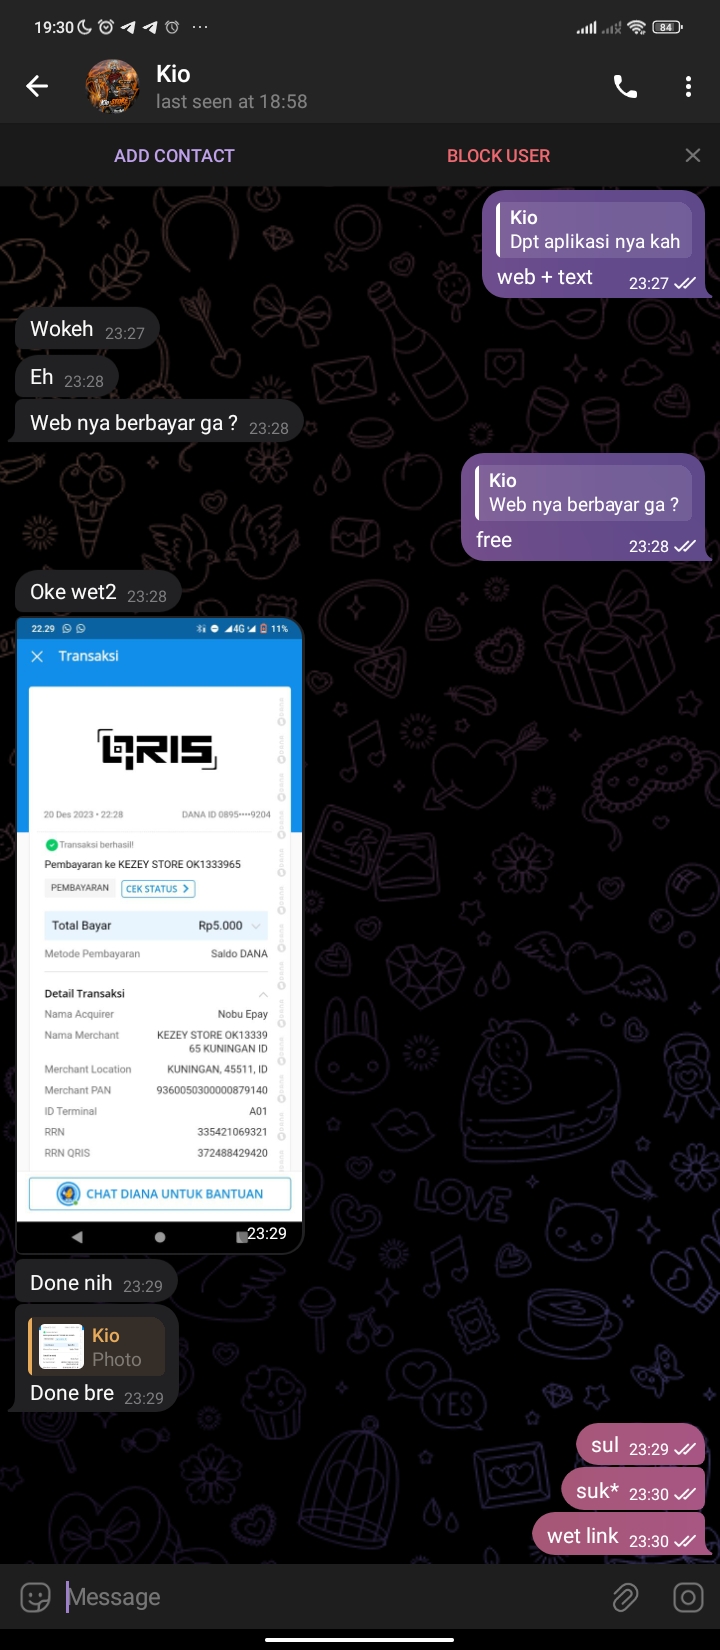 19:30
84
Kio
last seen at 18:58
ADD CONTACT
BLOCK USER
Kio
Dpt aplikasi nya kah
web + text 23:27
Wokeh 23:27
Eh 23:28
Web nya berbayar ga ? 23:28
Kio
Web nya berbayar ga ?
free 23:28
Oke wet2 23:28
22.29 4G 11%
Transaksi
QRIS
20 Des 2023 • 22:28 DANA ID 0895••••9204
Transaksi berhasil!
Pembayaran ke KEZEY STORE OK1333965
PEMBAYARAN CEK STATUS
Total Bayar Rp5.000
Metode Pembayaran Saldo DANA
Detail Transaksi
Nama Acquirer Nobu Epay
Nama Merchant KEZEY STORE OK13339
65 KUNINGAN ID
Merchant Location KUNINGAN, 45511, ID
Merchant PAN 9360050300000879140
ID Terminal A01
RRN 335421069321
RRN QRIS 372488429420
CHAT DIANA UNTUK BANTUAN
23:29
LOVE
Done nih 23:29
Kio
Photo
Done bre 23:29
YES
sul 23:29
suk* 23:30
wet link 23:30
Message